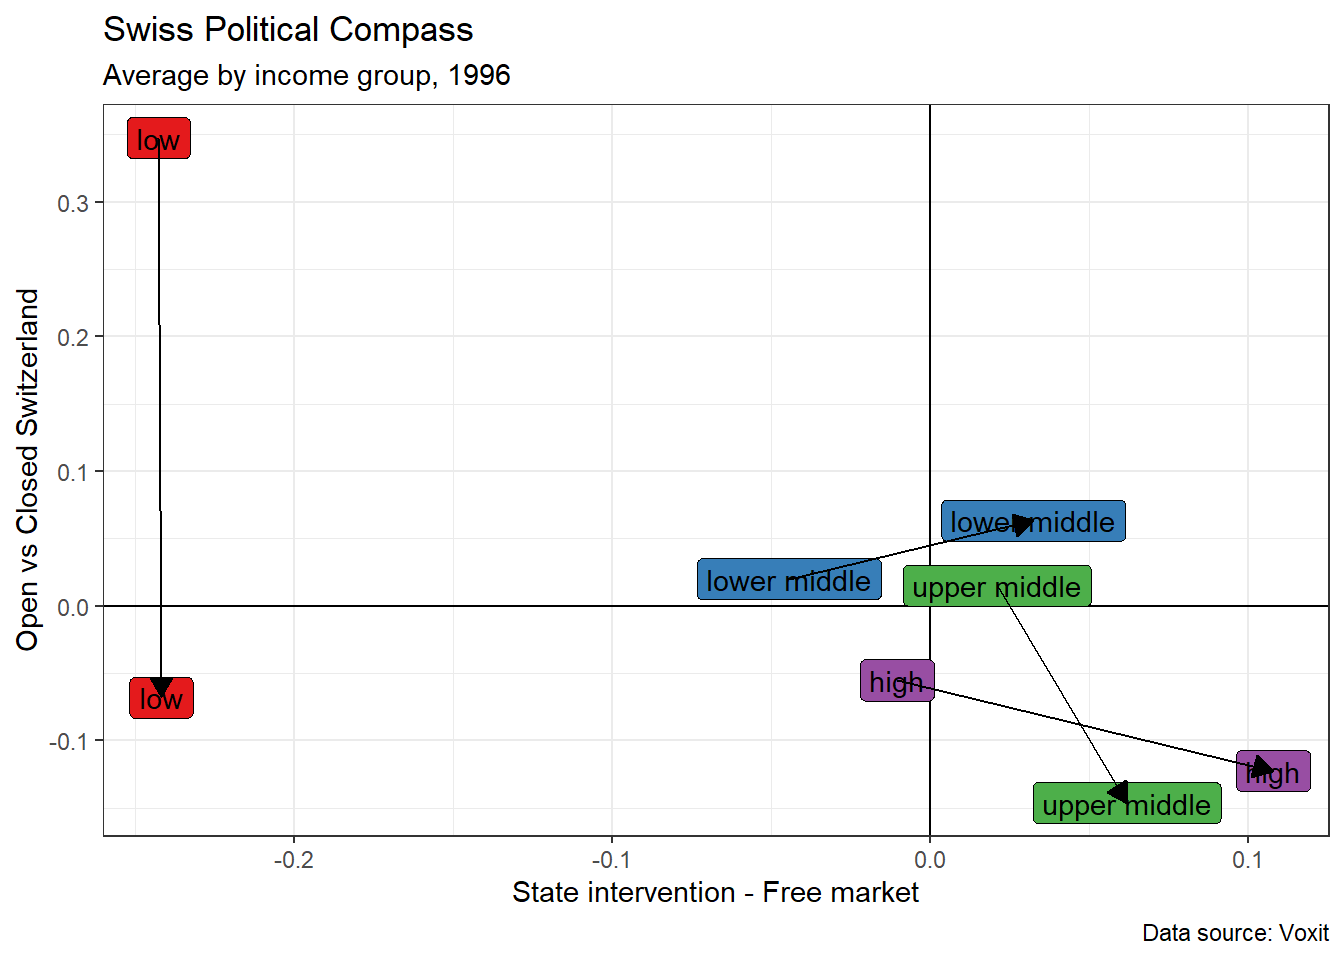 Swiss Political Compass
Average by income group, 1996
low
0.3
0.2
0.1
lower middle
lower middle
upper middle
0.0
high
low
-0.1
high
upper middle
-0.2
-0.1
0.0
0.1
Open vs Closed Switzerland
State intervention - Free market
Data source: Voxit